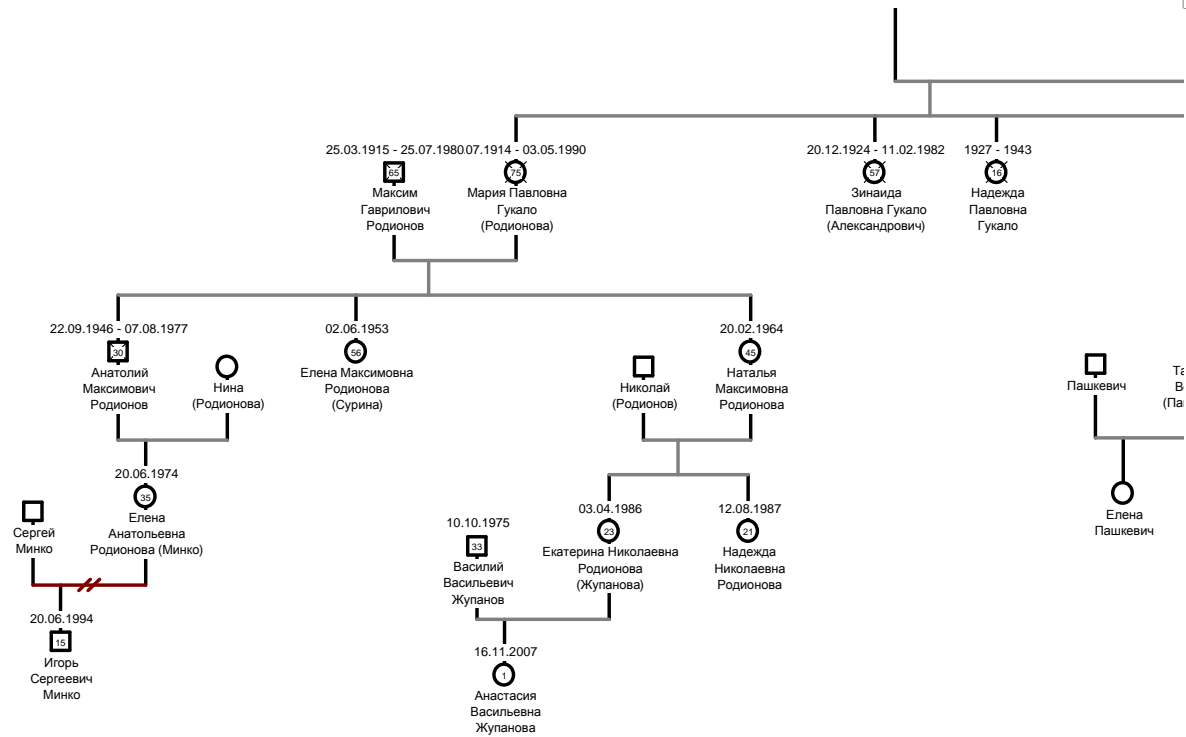 25.03.1915 - 25.07.1980
07.1914 - 03.05.1990
65
75
Максим
Гаврилович
Родионов
Мария Павловна
Гукало
(Родионова)
20.12.1924 - 11.02.1982
57
Зинаида
Павловна Гукало
(Александрович)
1927 - 1943
16
Надежда
Павловна
Гукало
22.09.1946 - 07.08.1977
30
Анатолий
Максимович
Родионов
Нина
(Родионова)
02.06.1953
56
Елена Максимовна
Родионова
(Сурина)
Николай
(Родионов)
20.02.1964
45
Наталья
Максимовна
Родионова
Пашкевич
Та
Ве
(Паш
20.06.1974
35
Елена
Анатольевна
Родионова (Минко)
Сергей
Минко
10.10.1975
33
Василий
Васильевич
Жупанов
03.04.1986
23
Екатерина Николаевна
Родионова
(Жупанова)
12.08.1987
21
Надежда
Николаевна
Родионова
Елена
Пашкевич
20.06.1994
15
Игорь
Сергеевич
Минко
16.11.2007
1
Анастасия
Васильевна
Жупанова